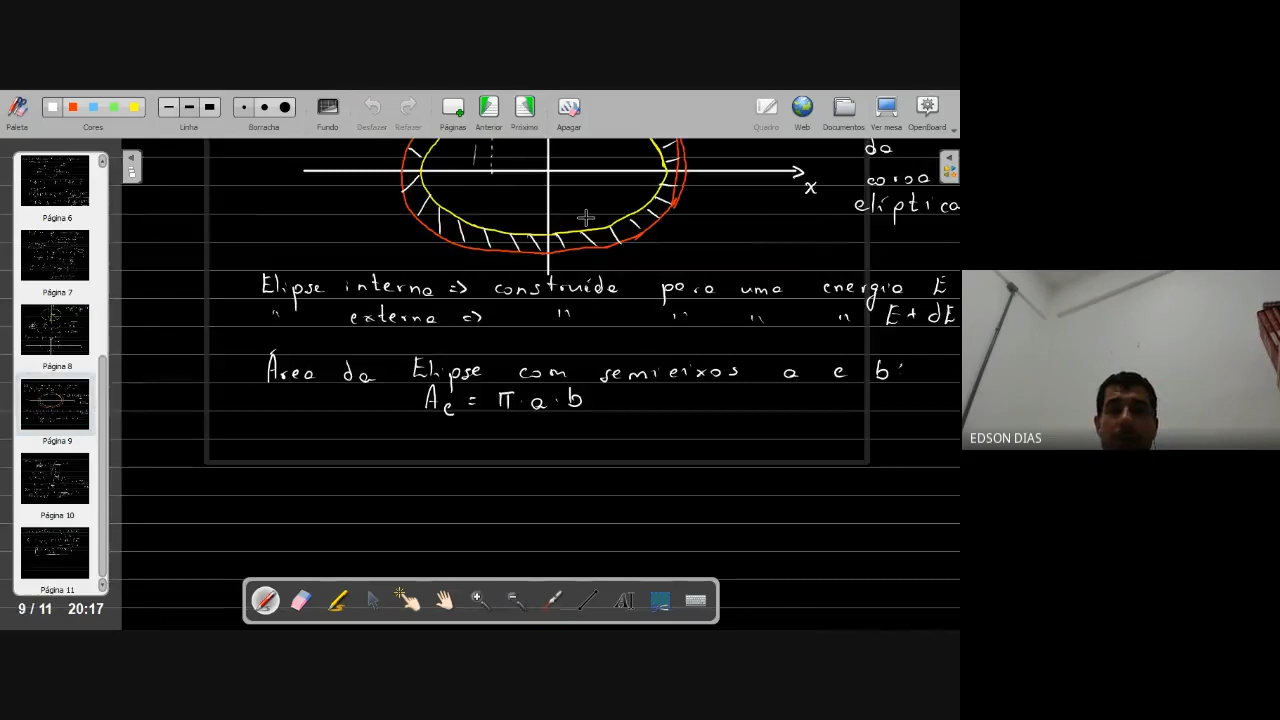 Paleta
Cores
Linha
Borracha
Fundo
Desfazer
Refazer
Páginas
Anterior
Próximo
Apagar
Quadro
Web
Documentos
Ver mesa
OpenBoard
Página 6
Página 7
Página 8
Página 9
Página 10
Página 11
9 / 11 20:17
x
da
coroa
elíptica
Elipse interna => construída para uma energia E
" externa => " " " " E + dE
Área da Elipse com semieixos a e b:
Ae = π · a · b
EDSON DIAS